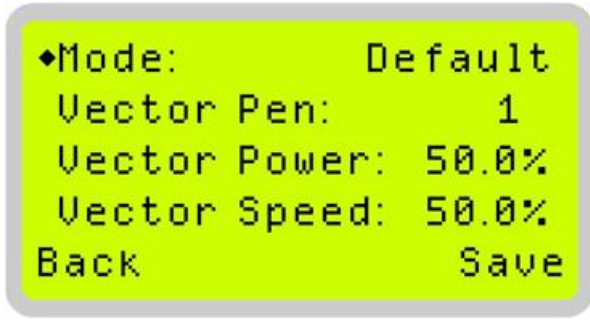 ◆Mode: Default
Vector Pen: 1
Vector Power: 50.0%
Vector Speed: 50.0%
Back Save